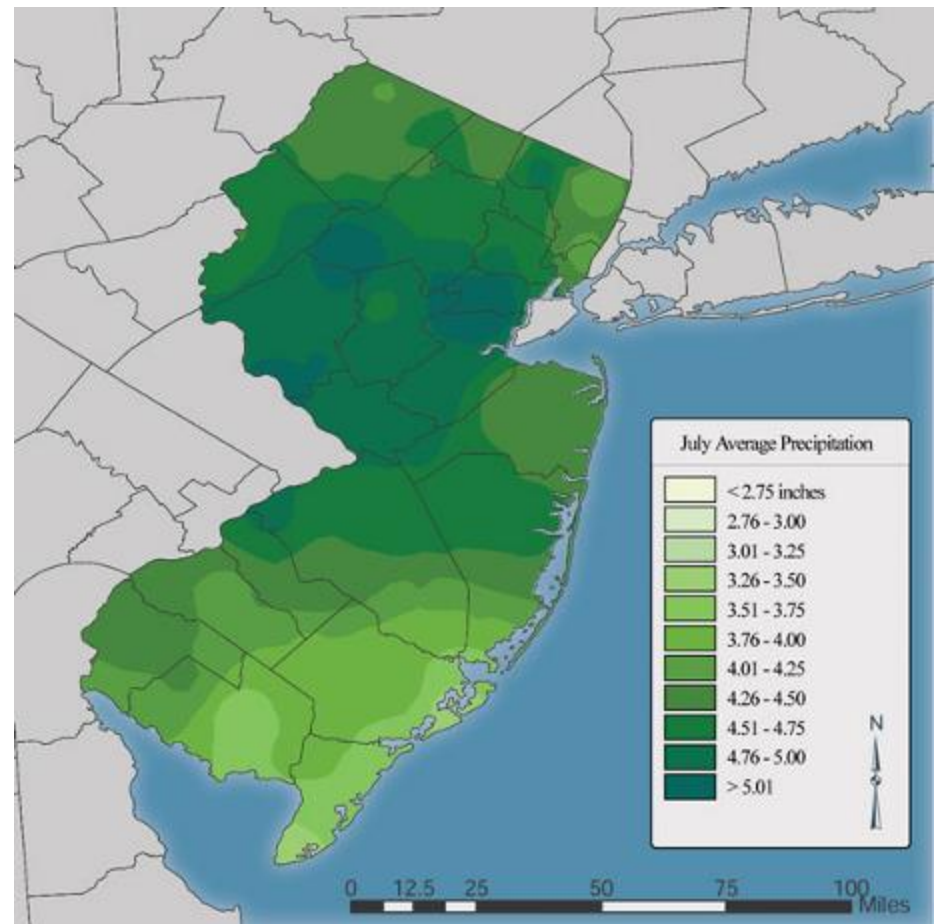 July Average Precipitation
< 2.75 inches
2.76 - 3.00
3.01 - 3.25
3.26 - 3.50
3.51 - 3.75
3.76 - 4.00
4.01 - 4.25
4.26 - 4.50
4.51 - 4.75
4.76 - 5.00
> 5.01
N
0 12.5 25 50 75 100
Miles